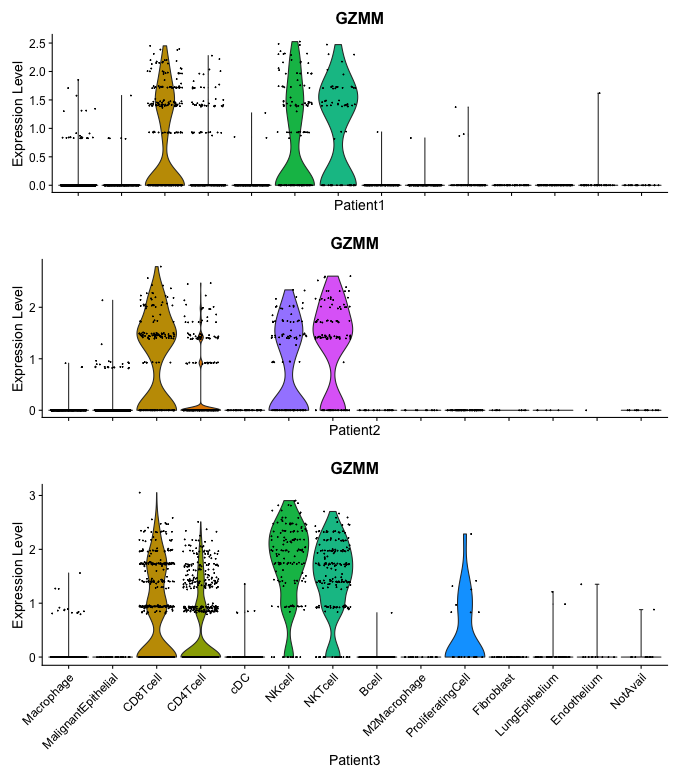 GZMM
Expression Level
2.5
2.0
1.5
1.0
0.5
0.0
Patient1
GZMM
Expression Level
2
1
0
Patient2
GZMM
Expression Level
3
2
1
0
Macrophage
MalignantEpithelial
CD8Tcell
CD4Tcell
cDC
NKcell
NKTcell
Bcell
M2Macrophage
ProliferatingCell
Fibroblast
LungEpithelium
Endothelium
NotAvail
Patient3